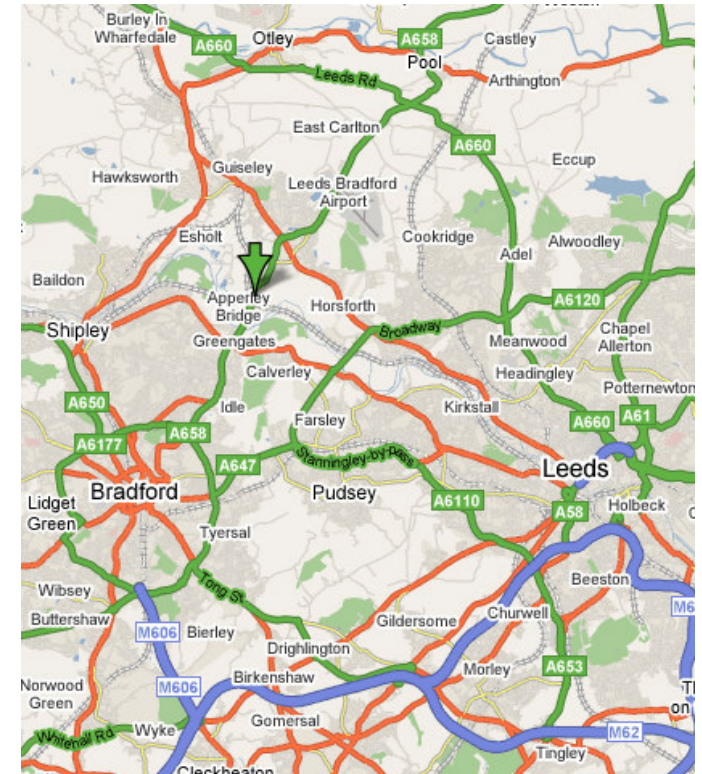 Burley In
Wharfedale
A660
Otley
A658
Castley
Pool
Leeds Rd
Arthington
East Carlton
A660
Eccup
Hawksworth
Guiseley
Leeds Bradford
Airport
Esholt
Cookridge
Adel
Alwoodley
Baildon
Apperley
Bridge
Horsforth
A6120
Shipley
Greengates
Broadway
Meanwood
Chapel
Allerton
Calverley
Headingley
Potternewton
A650
Idle
Farsley
Kirkstall
A660
A61
A6177
A658
A647
Stanningley-by-pass
Leeds
Bradford
Pudsey
A6110
A58
Holbeck
Lidget
Green
Tyersal
Wibsey
Tong St
Beeston
Buttershaw
M606
Bierley
Gildersome
Churwell
M6
Drighlington
Norwood
Green
M606
Birkenshaw
Morley
A653
Whitehall Rd
Wyke
Gomersal
on
M62
Tingley
Cleckheaton